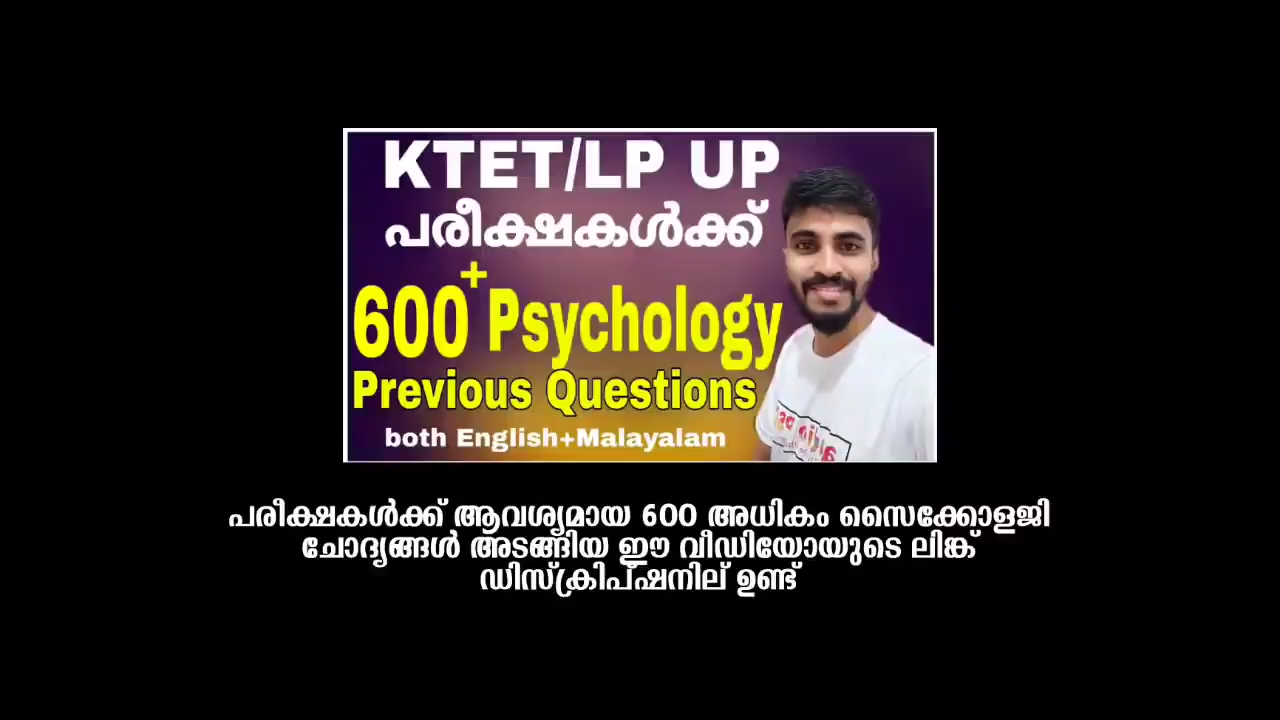 KTET/LP UP
പരീക്ഷകൾക്ക്
600+ Psychology
Previous Questions
both English+Malayalam
പരീക്ഷകൾക്ക് ആവശ്യമായ 600 അധികം സൈക്കോളജി
ചോദ്യങ്ങൾ അടങ്ങിയ ഈ വീഡിയോയുടെ ലിങ്ക്
ഡിസ്ക്രിപ്ഷനില് ഉണ്ട്